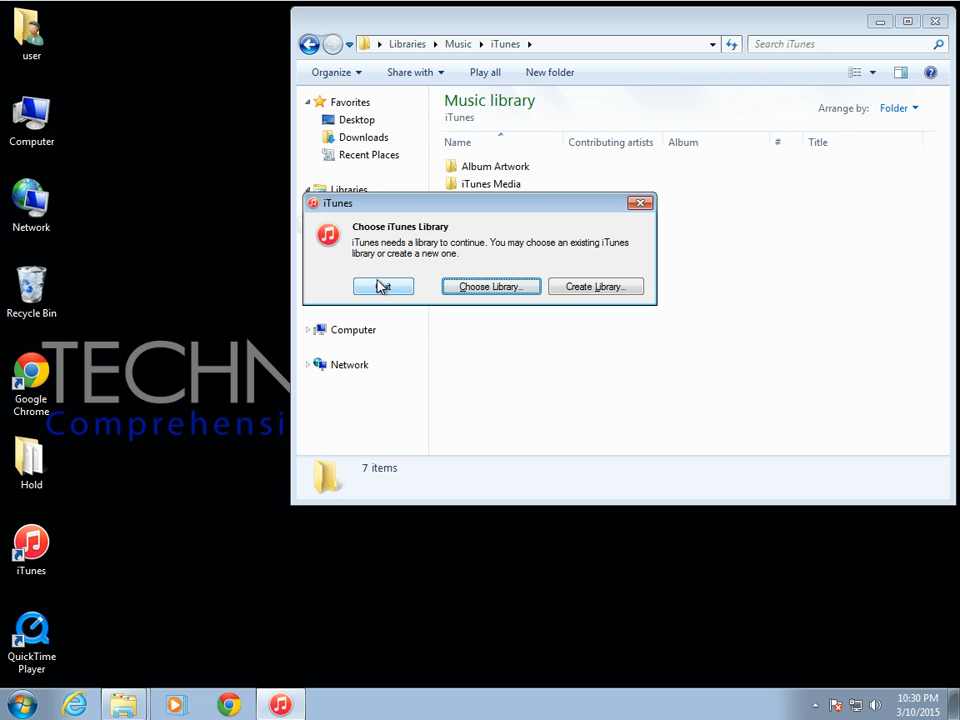 user
Computer
Network
Recycle Bin
Google
Chrome
Hold
iTunes
QuickTime
Player
TECHN
Comprehensi
Libraries
Music
iTunes
Search iTunes
Organize
Share with
Play all
New folder
Favorites
Desktop
Downloads
Recent Places
Libraries
Computer
Network
Music library
iTunes
Arrange by: Folder
Name
Contributing artists
Album
#
Title
Album Artwork
iTunes Media
iTunes
Choose iTunes Library
iTunes needs a library to continue. You may choose an existing iTunes
library or create a new one.
Choose Library...
Create Library...
7 items
10:30 PM
3/10/2015